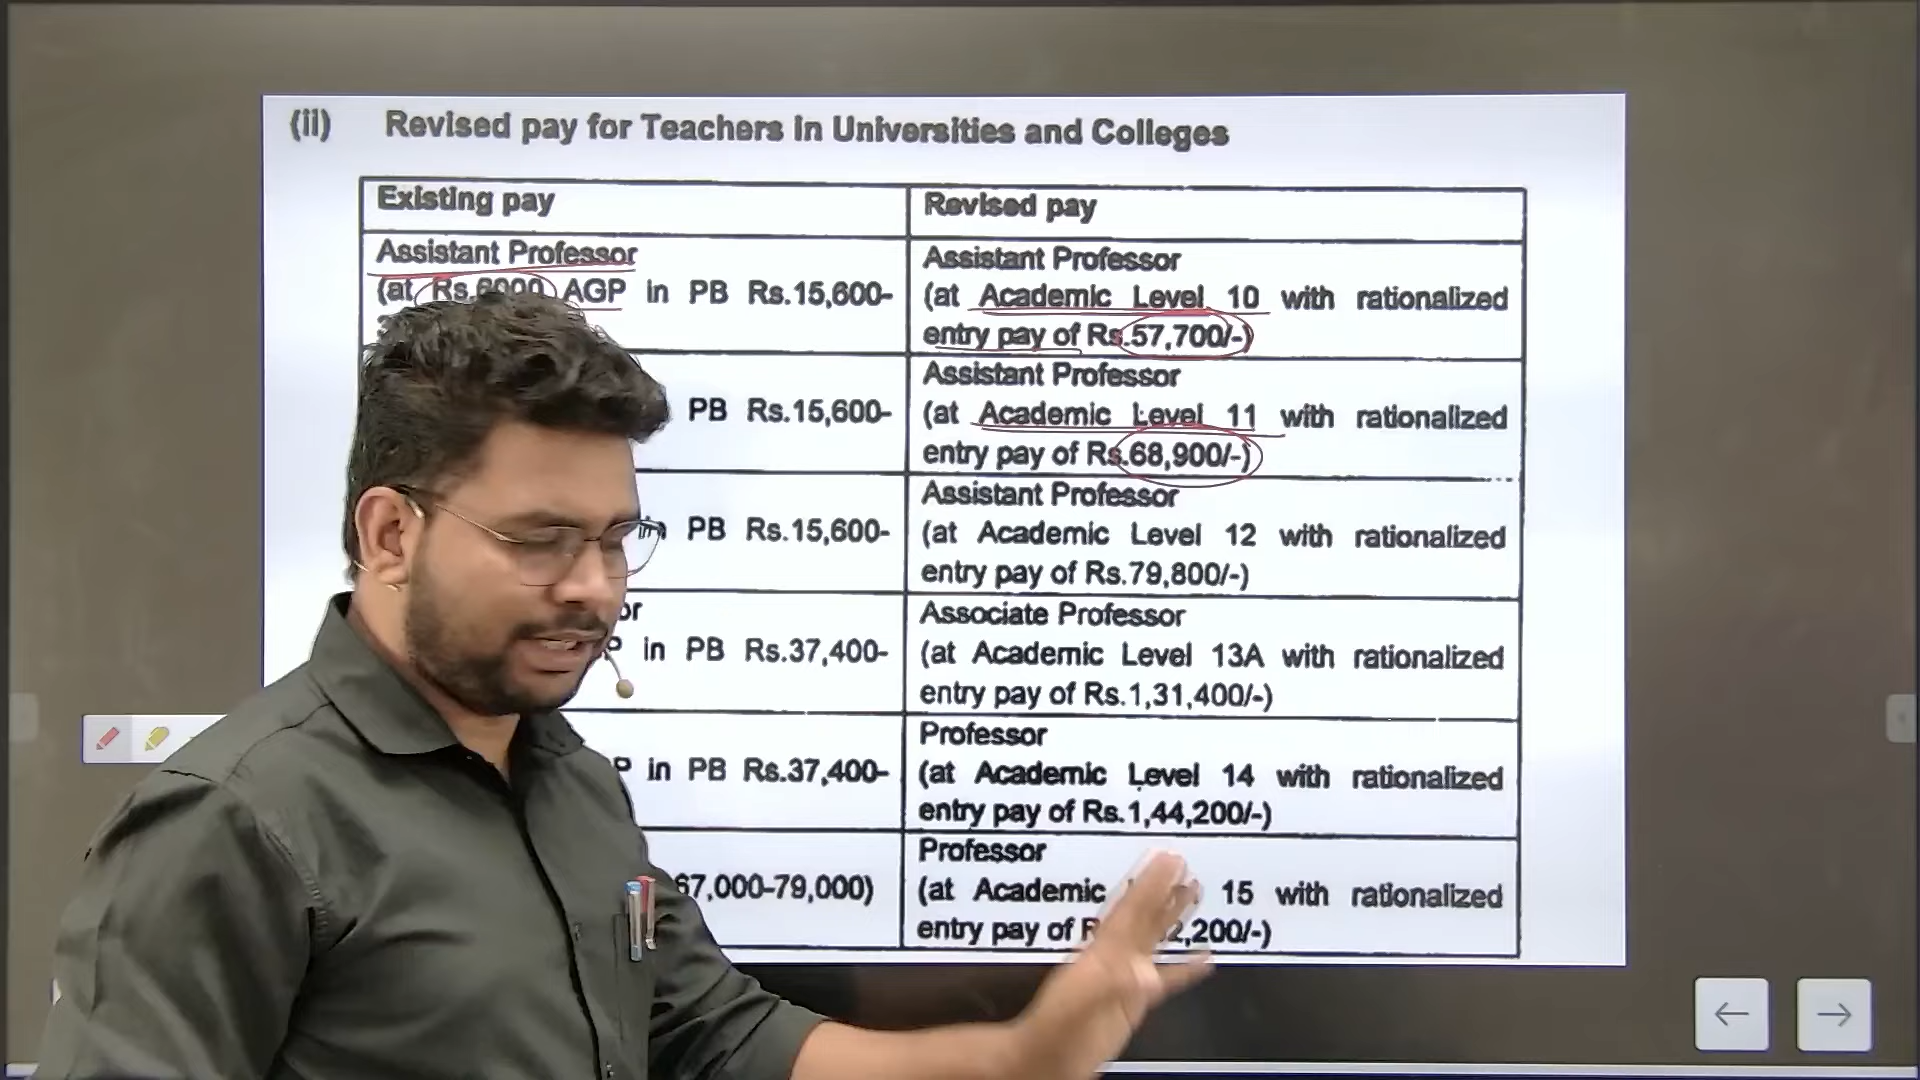 (ii) Revised pay for Teachers in Universities and Colleges
Existing pay
Revised pay
Assistant Professor
(at Rs.6000 AGP in PB Rs.15,600-
Assistant Professor
(at Academic Level 10 with rationalized
entry pay of Rs.57,700/-)
PB Rs.15,600-
Assistant Professor
(at Academic Level 11 with rationalized
entry pay of Rs.68,900/-)
PB Rs.15,600-
Assistant Professor
(at Academic Level 12 with rationalized
entry pay of Rs.79,800/-)
in PB Rs.37,400-
Associate Professor
(at Academic Level 13A with rationalized
entry pay of Rs.1,31,400/-)
in PB Rs.37,400-
Professor
(at Academic Level 14 with rationalized
entry pay of Rs.1,44,200/-)
67,000-79,000)
Professor
(at Academic 15 with rationalized
entry pay of 2,200/-)